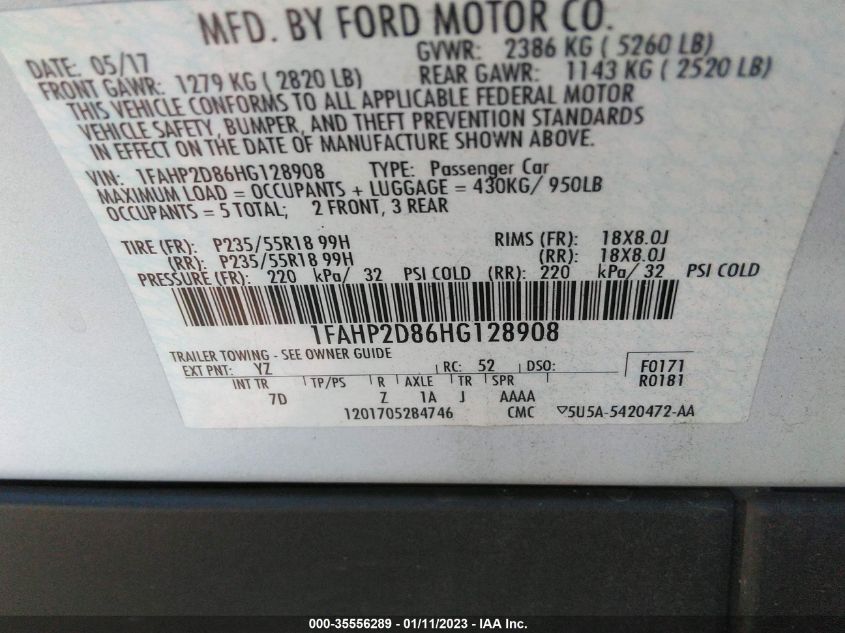 MFD. BY FORD MOTOR CO.
DATE: 05/17 GVWR: 2386 KG ( 5260 LB)
FRONT GAWR: 1279 KG ( 2820 LB) REAR GAWR: 1143 KG ( 2520 LB)
THIS VEHICLE CONFORMS TO ALL APPLICABLE FEDERAL MOTOR
VEHICLE SAFETY, BUMPER, AND THEFT PREVENTION STANDARDS
IN EFFECT ON THE DATE OF MANUFACTURE SHOWN ABOVE.
VIN: 1FAHP2D86HG128908 TYPE: Passenger Car
MAXIMUM LOAD = OCCUPANTS + LUGGAGE = 430KG/ 950LB
OCCUPANTS = 5 TOTAL; 2 FRONT, 3 REAR
TIRE (FR): P235/55R18 99H RIMS (FR): 18X8.0J
(RR): P235/55R18 99H (RR): 18X8.0J
PRESSURE (FR): 220 kPa/ 32 PSI COLD (RR): 220 kPa/ 32 PSI COLD
1FAHP2D86HG128908
TRAILER TOWING - SEE OWNER GUIDE
EXT PNT: YZ RC: 52 DSO: F0171
INT TR TP/PS R AXLE TR SPR R0181
7D Z 1A J AAAA
1201705284746 CMC ▽5U5A-5420472-AA
000-35556289 - 01/11/2023 - IAA Inc.